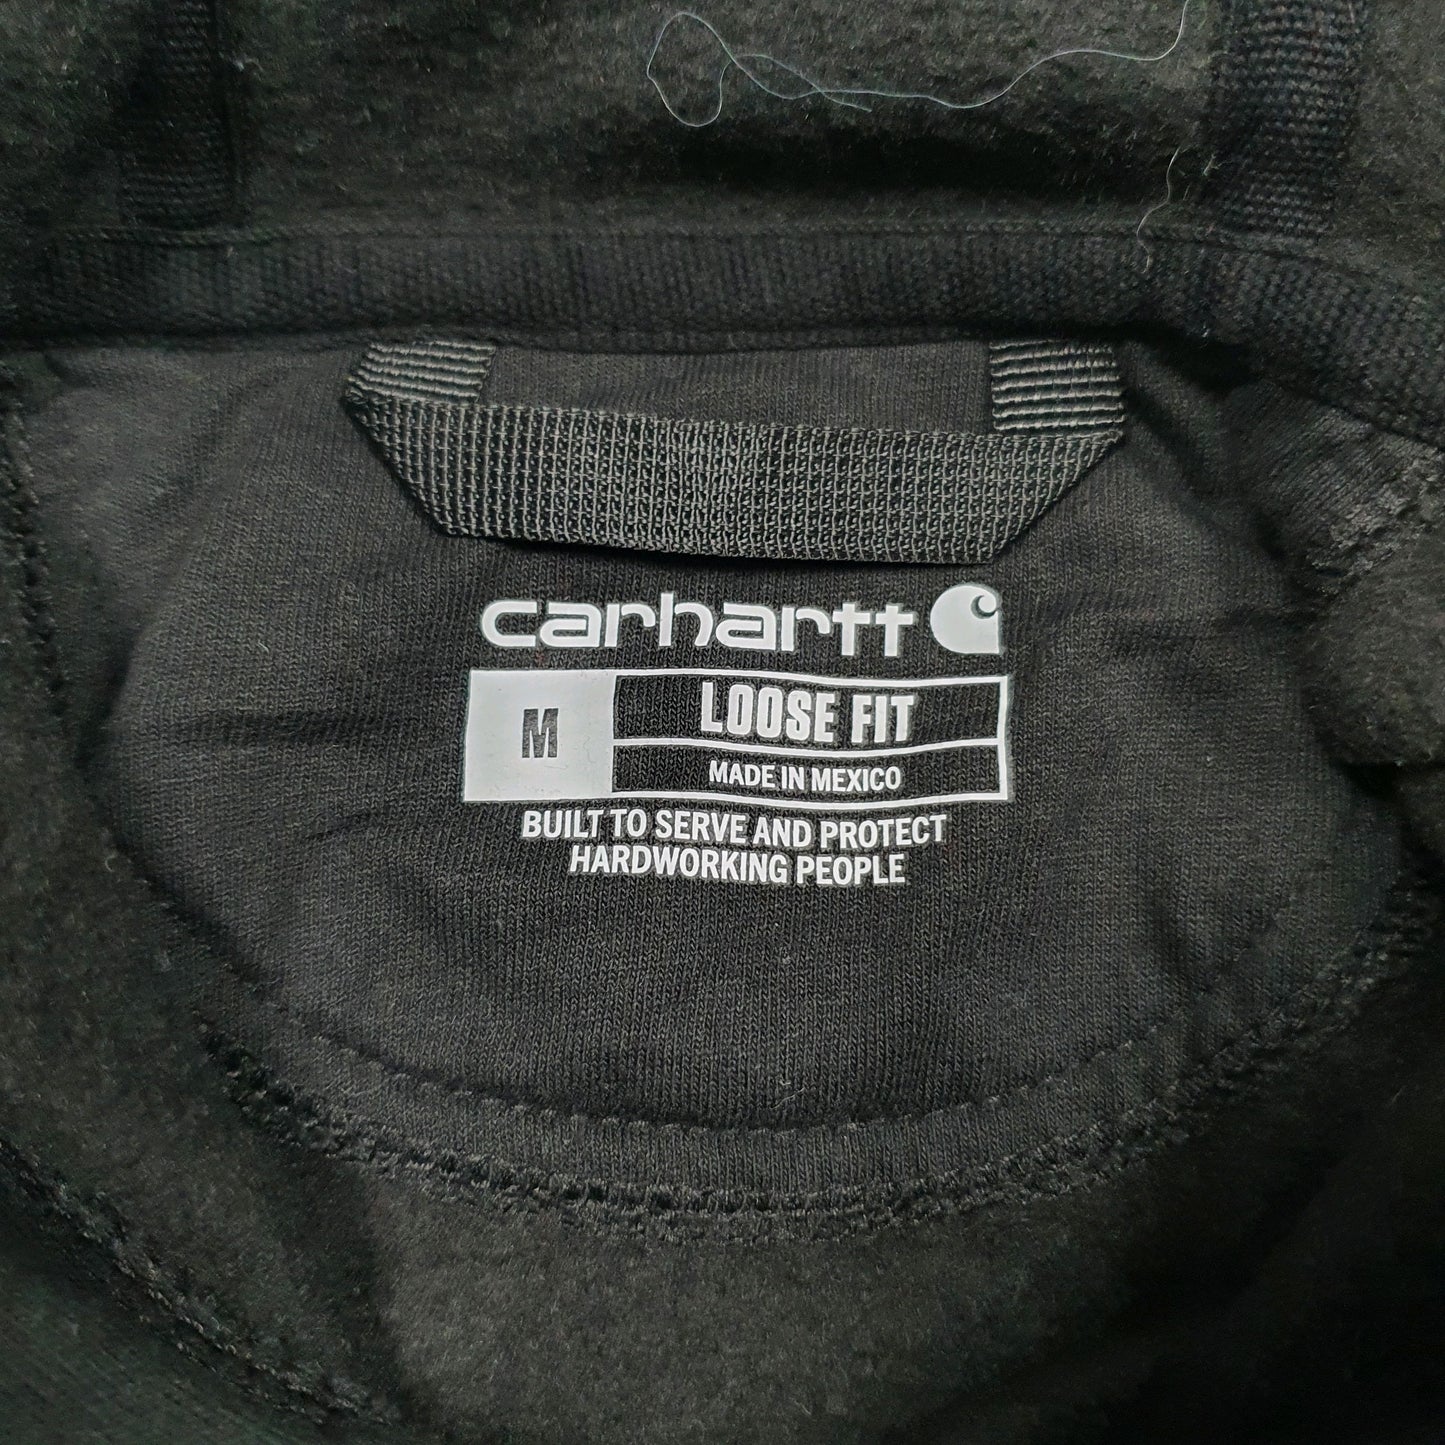 carhartt
M
LOOSE FIT
MADE IN MEXICO
BUILT TO SERVE AND PROTECT
HARDWORKING PEOPLE